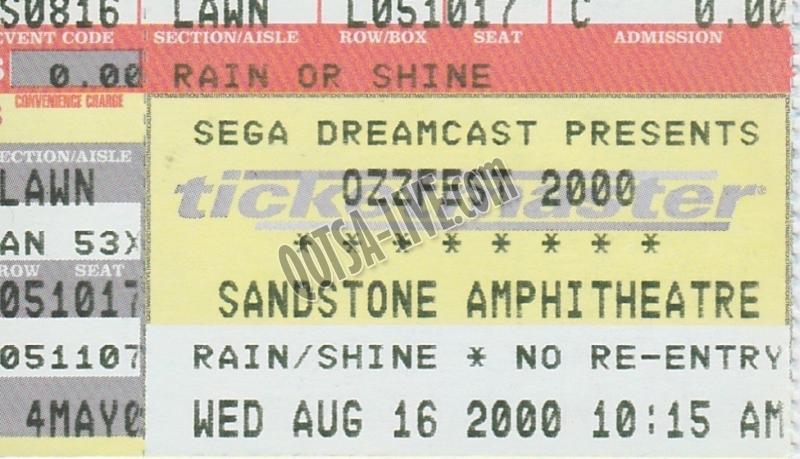 S0816 LAWN L051017 C 0.00
EVENT CODE SECTION/AISLE ROW/BOX SEAT ADMISSION
0.00 RAIN OR SHINE
CONVENIENCE CHARGE
SEGA DREAMCAST PRESENTS
ECTION/AISLE
LAWN
ticketmaster®
OZZFEST 2000
OOTSA-LIVE.COM
AN 53X
* * * * * * * *
ROW SEAT
051017
SANDSTONE AMPHITHEATRE
051107
RAIN/SHINE * NO RE-ENTRY
4MAY0
WED AUG 16 2000 10:15 AM